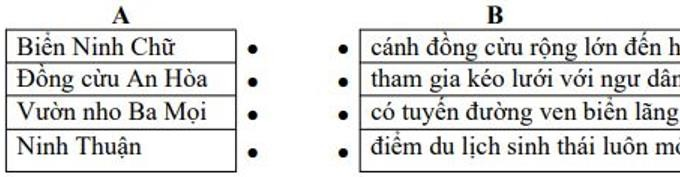 A B
Biển Ninh Chữ cánh đồng cừu rộng lớn đến
Đồng cừu An Hòa tham gia kéo lưới với ngư dân
Vườn nho Ba Mọi có tuyến đường ven biển lãng
Ninh Thuận điểm du lịch sinh thái luôn